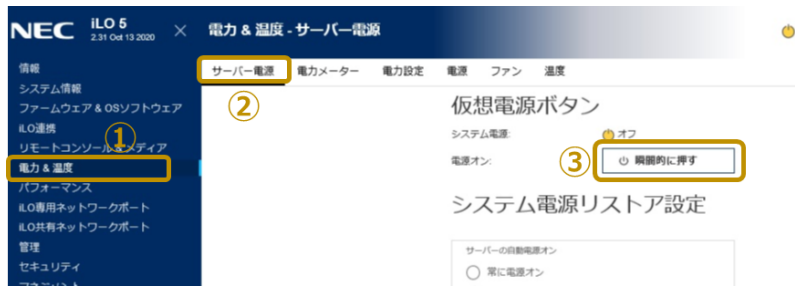 NEC iLO 5
2.31 Oct 13 2020
電力 & 温度 - サーバー電源
情報
システム情報
ファームウェア & OSソフトウェア
iLO連携
リモートコンソール & メディア
①
電力 & 温度
パフォーマンス
iLO専用ネットワークポート
iLO共有ネットワークポート
管理
セキュリティ
サーバー電源 電力メーター 電力設定 電源 ファン 温度
②
仮想電源ボタン
システム電源: オフ
電源オン: ③ 瞬間的に押す
システム電源リストア設定
サーバーの自動電源オン
常に電源オン